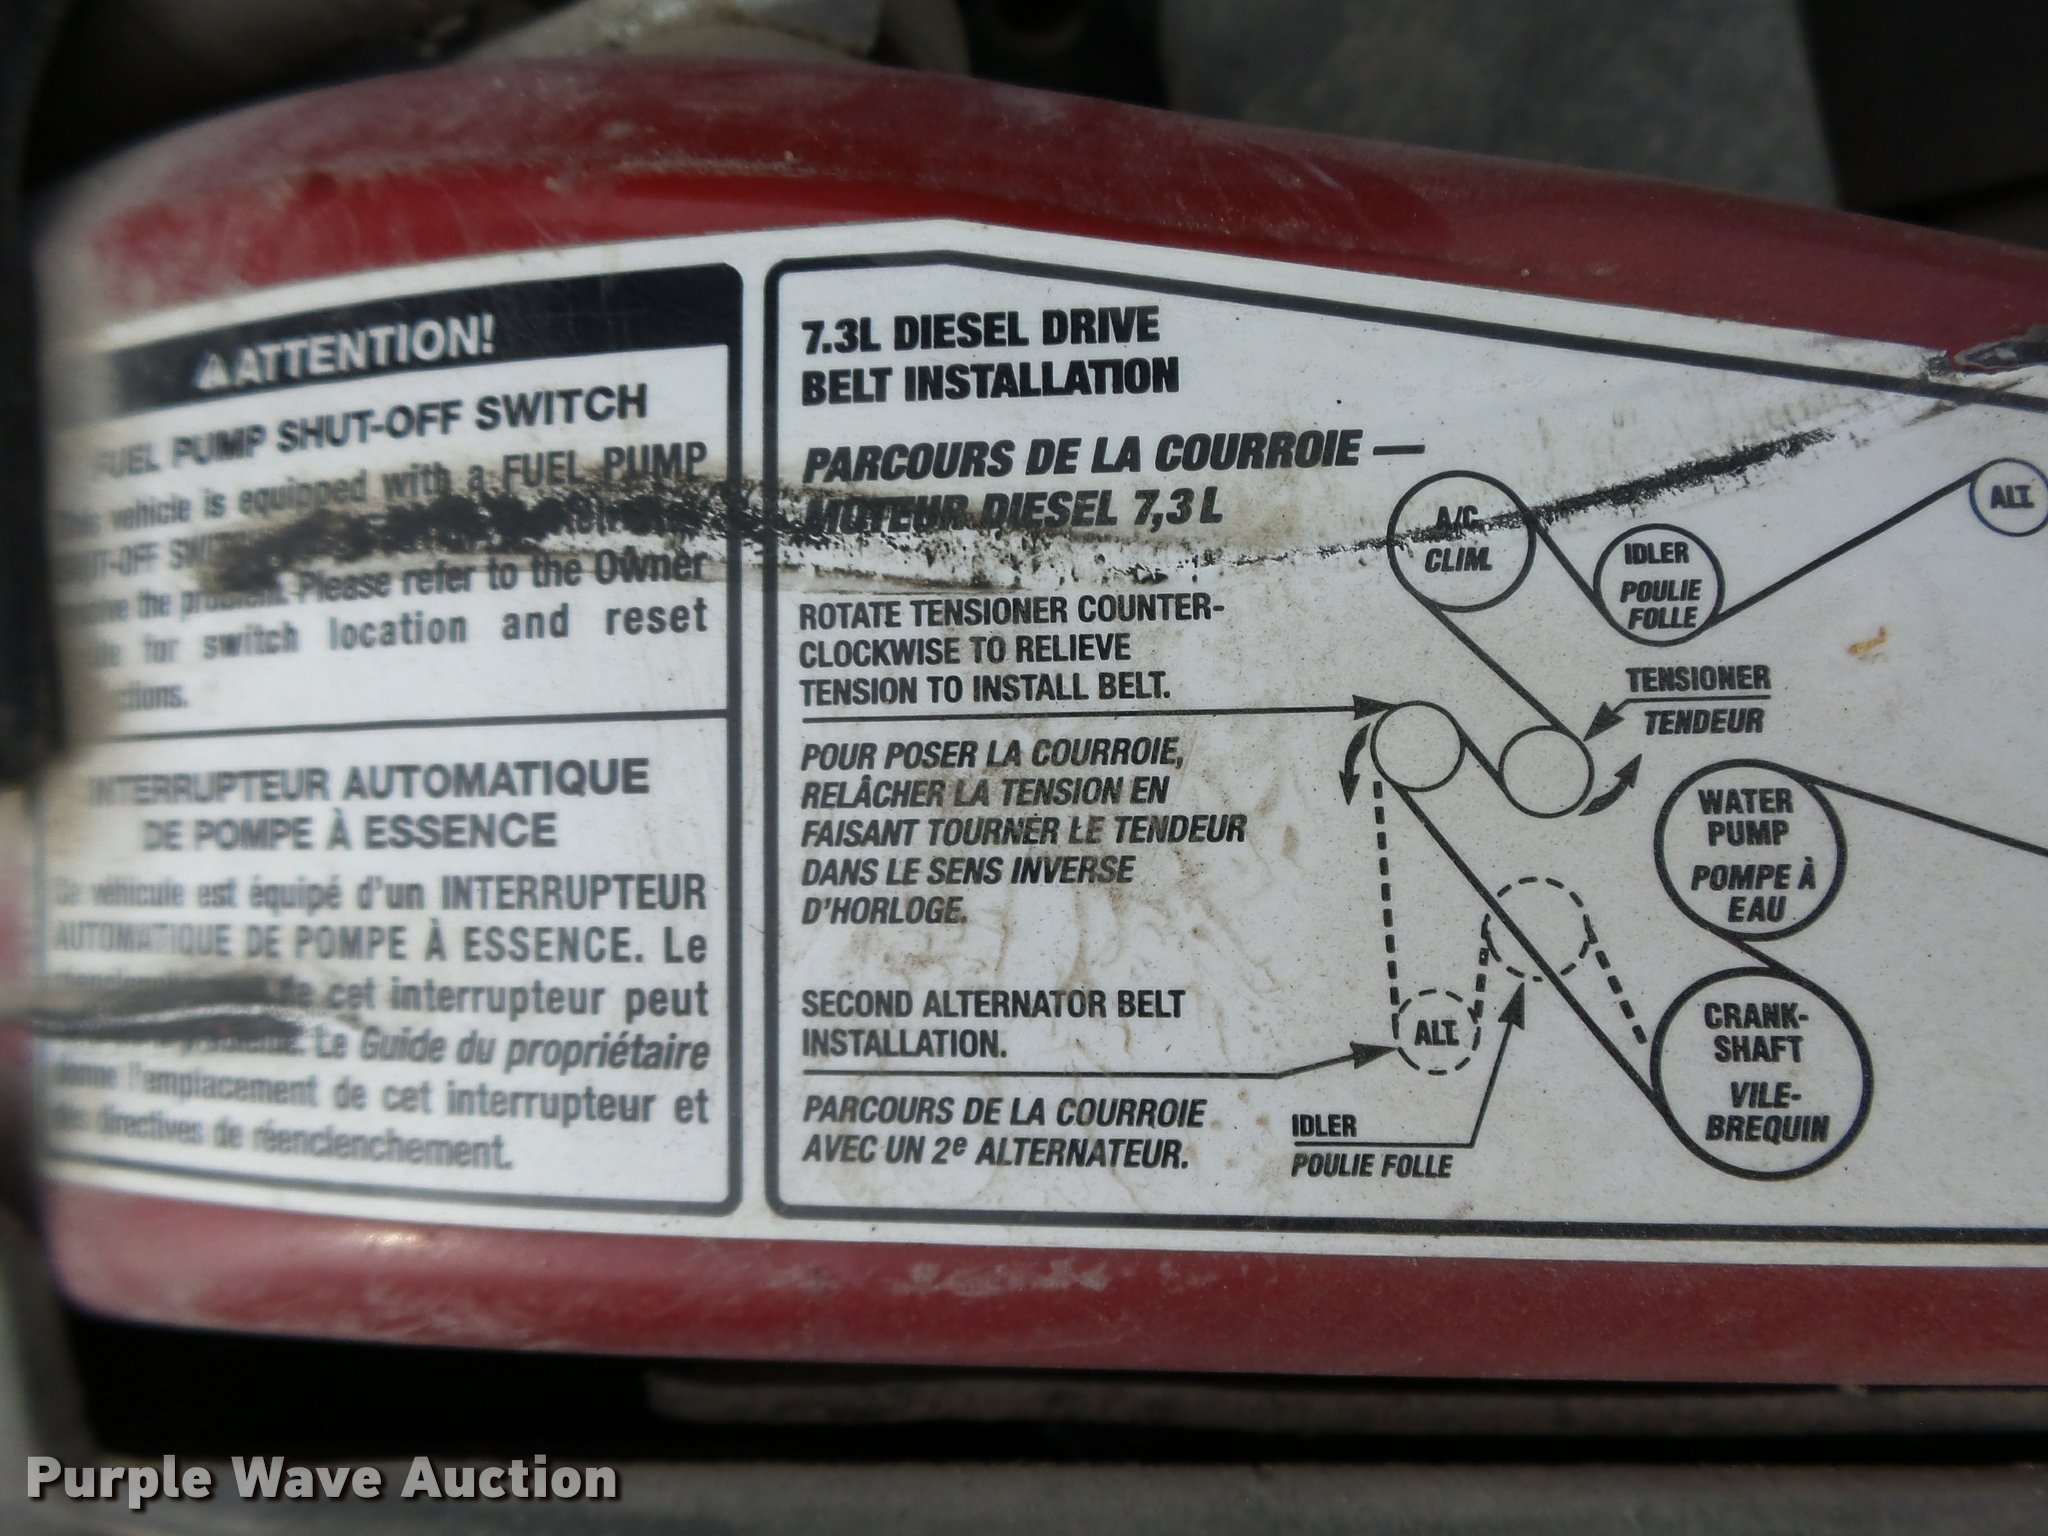 ATTENTION!
FUEL PUMP SHUT-OFF SWITCH
vehicle is equipped with a FUEL PUMP
the problem. Please refer to the Owner
for switch location and reset
INTERRUPTEUR AUTOMATIQUE
DE POMPE À ESSENCE
Ce véhicule est équipé d'un INTERRUPTEUR
AUTOMATIQUE DE POMPE À ESSENCE. Le
de cet interrupteur peut
Le Guide du propriétaire
donne l'emplacement de cet interrupteur et
directives de réenclenchement.
7.3L DIESEL DRIVE
BELT INSTALLATION
PARCOURS DE LA COURROIE —
MOTEUR DIESEL 7,3 L
ROTATE TENSIONER COUNTER-
CLOCKWISE TO RELIEVE
TENSION TO INSTALL BELT.
POUR POSER LA COURROIE,
RELÂCHER LA TENSION EN
FAISANT TOURNER LE TENDEUR
DANS LE SENS INVERSE
D'HORLOGE.
SECOND ALTERNATOR BELT
INSTALLATION.
PARCOURS DE LA COURROIE
AVEC UN 2e ALTERNATEUR.
A/C
CLIM.
IDLER
POULIE
FOLLE
ALT.
TENSIONER
TENDEUR
WATER
PUMP
POMPE À
EAU
CRANK-
SHAFT
VILE-
BREQUIN
ALT.
IDLER
POULIE FOLLE
Purple Wave Auction